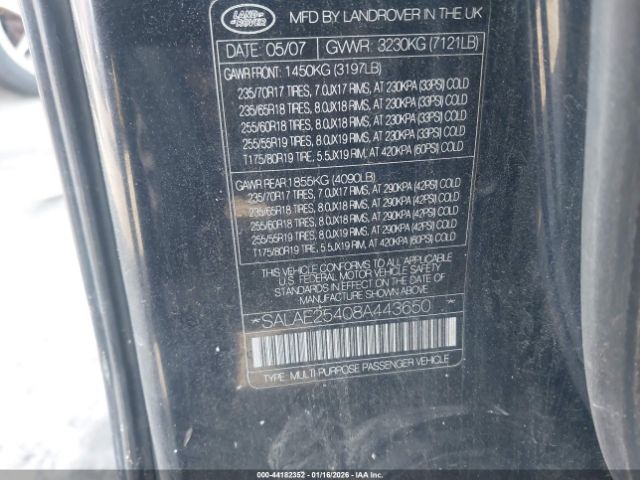 LAND ROVER
MFD BY LANDROVER IN THE UK
DATE: 05/07 GVWR: 3230KG (7121LB)
GAWR FRONT: 1450KG (3197LB)
235/70R17 TIRES, 7.0JX17 RIMS, AT 230KPA (33PSI) COLD
235/65R18 TIRES, 8.0JX18 RIMS, AT 230KPA (33PSI) COLD
255/60R18 TIRES, 8.0JX18 RIMS, AT 230KPA (33PSI) COLD
255/55R19 TIRES, 8.0JX19 RIMS, AT 230KPA (33PSI) COLD
T175/80R19 TIRE, 5.5JX19 RIM, AT 420KPA (60PSI) COLD
GAWR REAR 1855KG (4090LB)
235/70R17 TIRES, 7.0JX17 RIMS, AT 290KPA (42PSI) COLD
235/65R18 TIRES, 8.0JX18 RIMS, AT 290KPA (42PSI) COLD
255/60R18 TIRES, 8.0JX18 RIMS, AT 290KPA (42PSI) COLD
255/55R19 TIRES, 8.0JX19 RIMS, AT 290KPA (42PSI) COLD
T175/80R19 TIRE, 5.5JX19 RIM, AT 420KPA (60PSI) COLD
THIS VEHICLE CONFORMS TO ALL APPLICABLE
U.S. FEDERAL MOTOR VEHICLE SAFETY
STANDARDS IN EFFECT ON THE DATE OF
MANUFACTURE SHOWN ABOVE.
*SALAE25408A443650*
TYPE: MULTI-PURPOSE PASSENGER VEHICLE
000-44182352 | 01/16/2026 | IAAI.CA